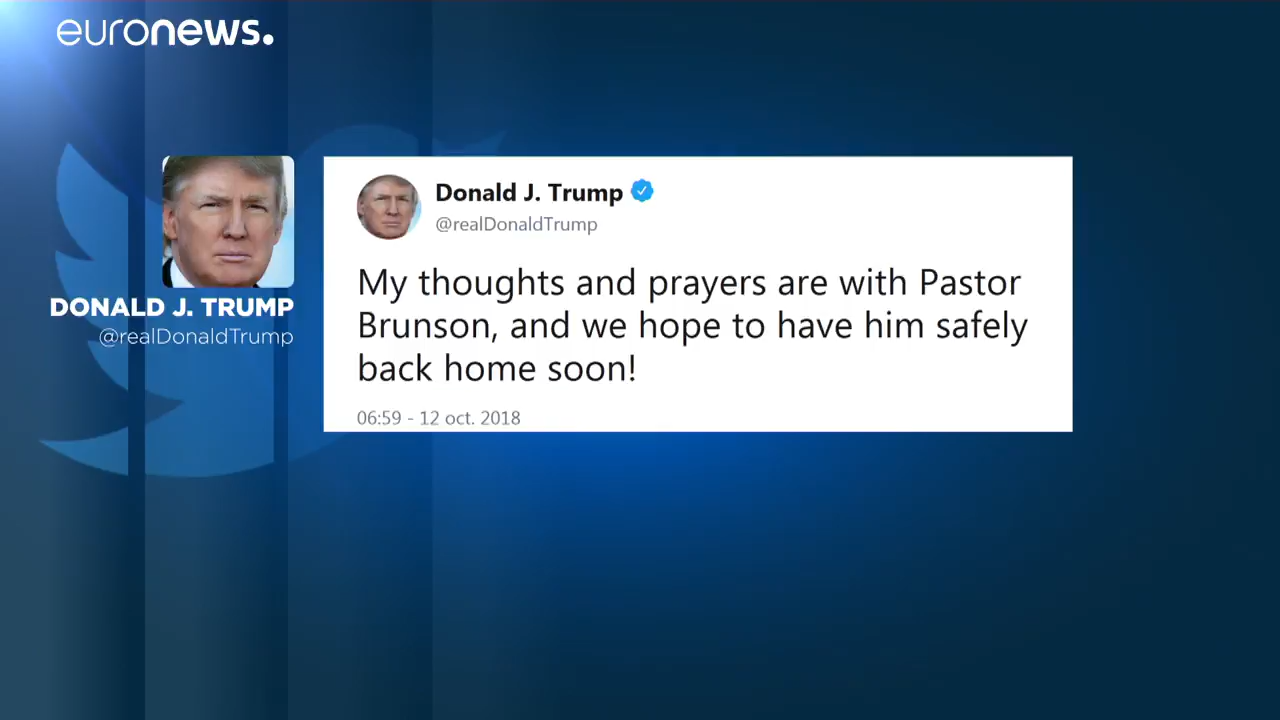 euronews.
DONALD J. TRUMP
@realDonaldTrump
Donald J. Trump
@realDonaldTrump
My thoughts and prayers are with Pastor
Brunson, and we hope to have him safely
back home soon!
06:59 - 12 oct. 2018